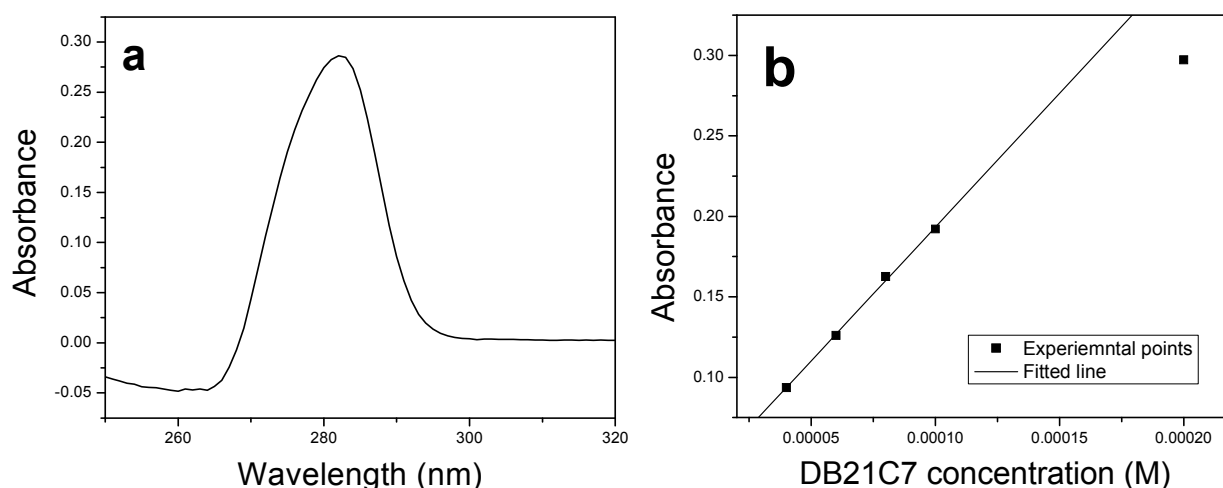 a
0.30
0.25
0.20
0.15
0.10
0.05
0.00
-0.05
Absorbance
260 280 300 320
Wavelength (nm)
b
0.30
0.25
0.20
0.15
0.10
Absorbance
Experiemntal points
Fitted line
0.00005 0.00010 0.00015 0.00020
DB21C7 concentration (M)